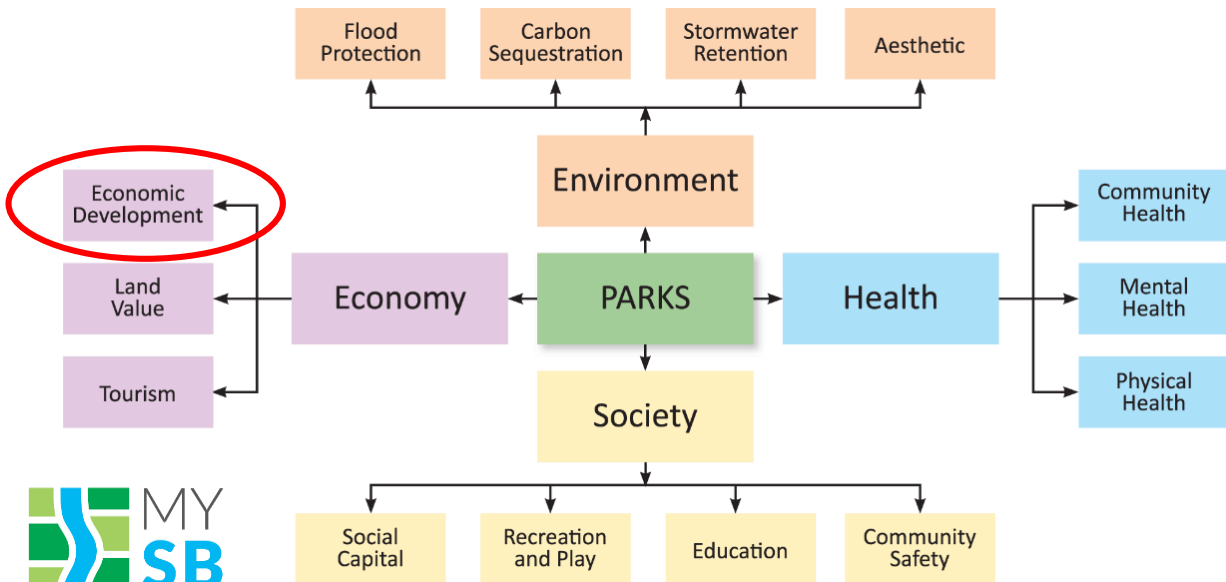 Flood
Protection
Carbon
Sequestration
Stormwater
Retention
Aesthetic
Environment
Economic
Development
Land
Value
Tourism
Economy
PARKS
Health
Community
Health
Mental
Health
Physical
Health
Society
Social
Capital
Recreation
and Play
Education
Community
Safety
MY
SB